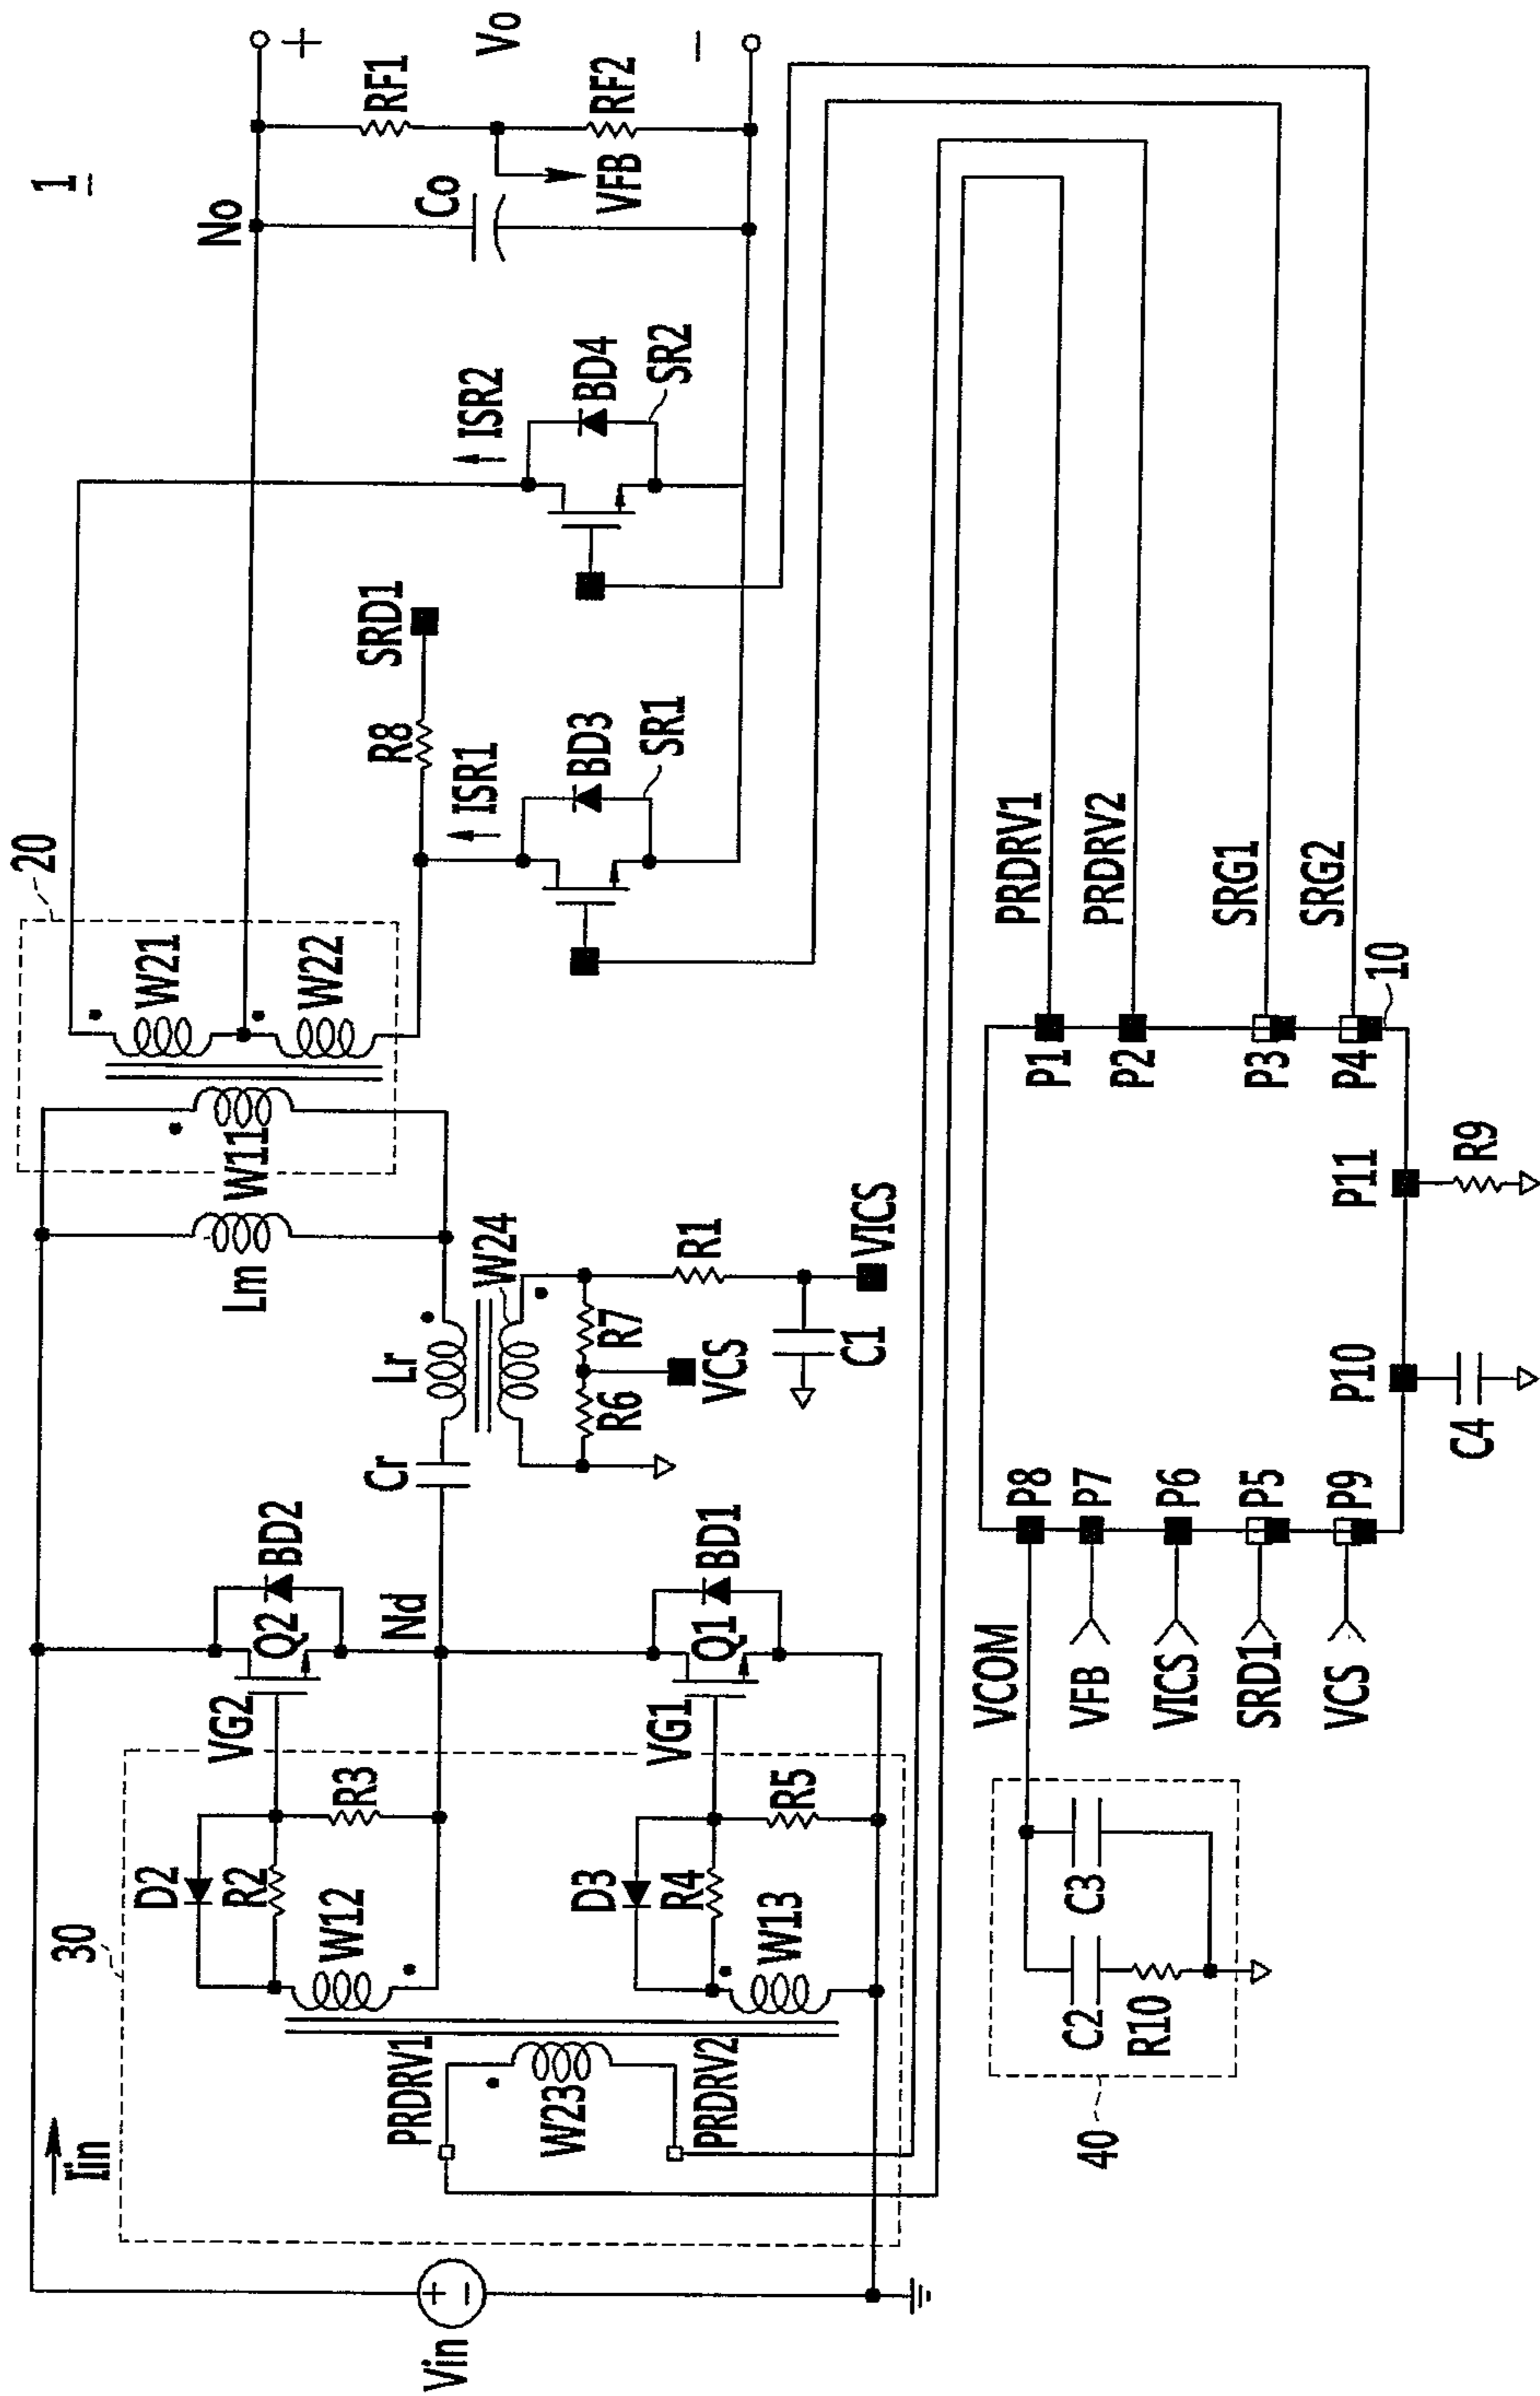 1
20
No
+
RF1
Vo
RF2
-
VFB
Co
ISR2
BD4
SR2
SRD1
R8
ISR1
BD3
SR1
W21
W22
W11
Lm
Lr
W24
Cr
R7
R6
VCS
R1
VICS
C1
BD2
Q2
Nd
BD1
Q1
VG2
VG1
30
D2
R2
R3
W12
D3
R4
R5
W13
PRDRV1
W23
PRDRV2
Iin
Vin
+
-
PRDRV1
PRDRV2
SRG1
SRG2
10
P1
P2
P3
P4
P11
R9
P10
C4
P8
P7
P6
P5
P9
VCOM
VFB
VICS
SRD1
VCS
C3
C2
R10
40